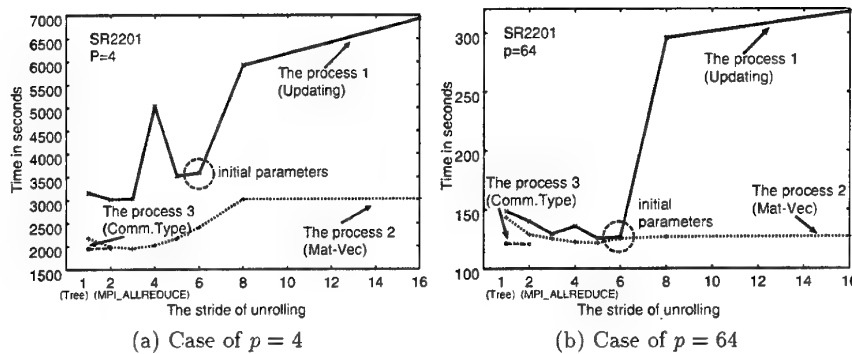 7000
6500
6000
5500
5000
4500
4000
3500
3000
2500
2000
1500
Time in seconds
SR2201
P=4
The process 1
(Updating)
initial parameters
The process 3
(Comm.Type)
The process 2
(Mat-Vec)
1 2 4 6 8 10 12 14 16
(Tree) (MPI_ALLREDUCE)
The stride of unrolling
(a) Case of p = 4
300
250
200
150
100
Time in seconds
SR2201
p=64
The process 1
(Updating)
The process 3
(Comm.Type)
initial
parameters
The process 2
(Mat-Vec)
1 2 4 6 8 10 12 14 16
(Tree) (MPI_ALLREDUCE)
The stride of unrolling
(b) Case of p = 64